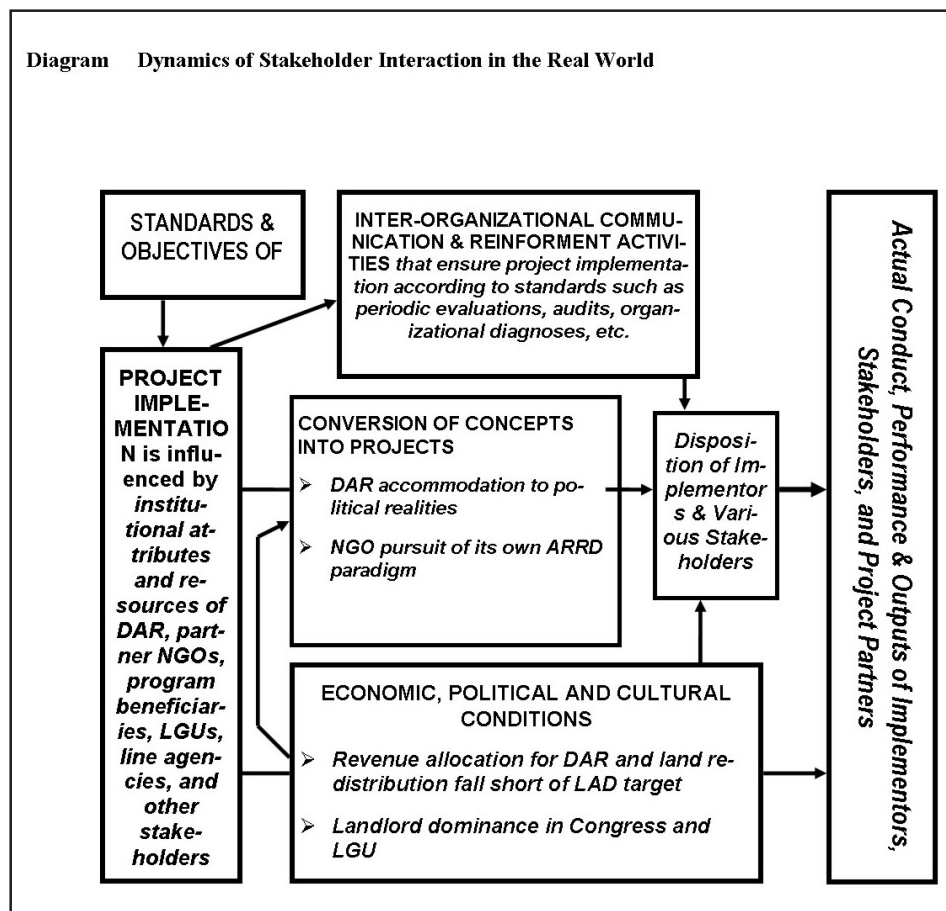 Diagram Dynamics of Stakeholder Interaction in the Real World
STANDARDS &
OBJECTIVES OF
INTER-ORGANIZATIONAL COMMU-
NICATION & REINFORMENT ACTIVI-
TIES that ensure project implementa-
tion according to standards such as
periodic evaluations, audits, organ-
izational diagnoses, etc.
PROJECT
IMPLE-
MENTATIO
N is influ-
enced by
institu-
tional at-
tributes
and re-
sources of
DAR, part-
ner NGOs,
program
beneficiar-
ies, LGUs,
line agen-
cies, and
other
stake-
holders
CONVERSION OF CONCEPTS
INTO PROJECTS
➢ DAR accommodation to po-
litical realities
➢ NGO pursuit of its own ARRD
paradigm
Disposi-
tion of Im-
plementor
s & Vari-
ous Stake-
holders
ECONOMIC, POLITICAL AND CULTURAL
CONDITIONS
➢ Revenue allocation for DAR and land re-
distribution fall short of LAD target
➢ Landlord dominance in Congress and
LGU
Actual Conduct, Performance & Outputs of Implementors,
Stakeholders, and Project Partners